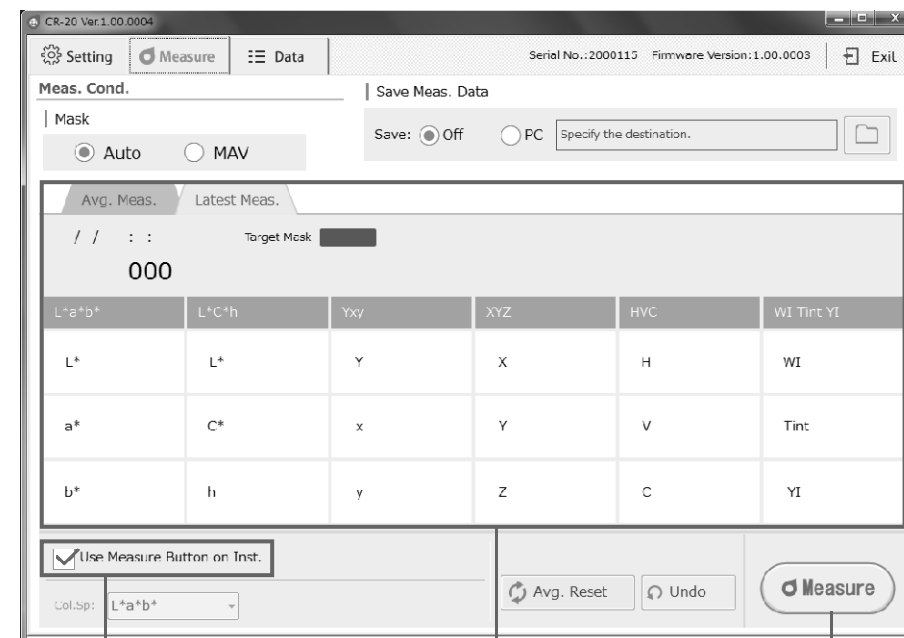 CR-20 Ver.1.00.0004
Setting Measure Data Serial No.:2000115 Firmware Version:1.00.0003 Exit
Meas. Cond.
Save Meas. Data
Mask
Save: Off PC Specify the destination.
Auto MAV
Avg. Meas. Latest Meas.
/ / : : Target Mask
000
L*a*b* L*C*h Yxy XYZ HVC WI Tint YI
L* L* Y X H WI
a* C* x Y V Tint
b* h y Z C YI
Use Measure Button on Inst.
Col.Sp: L*a*b* Avg. Reset Undo Measure